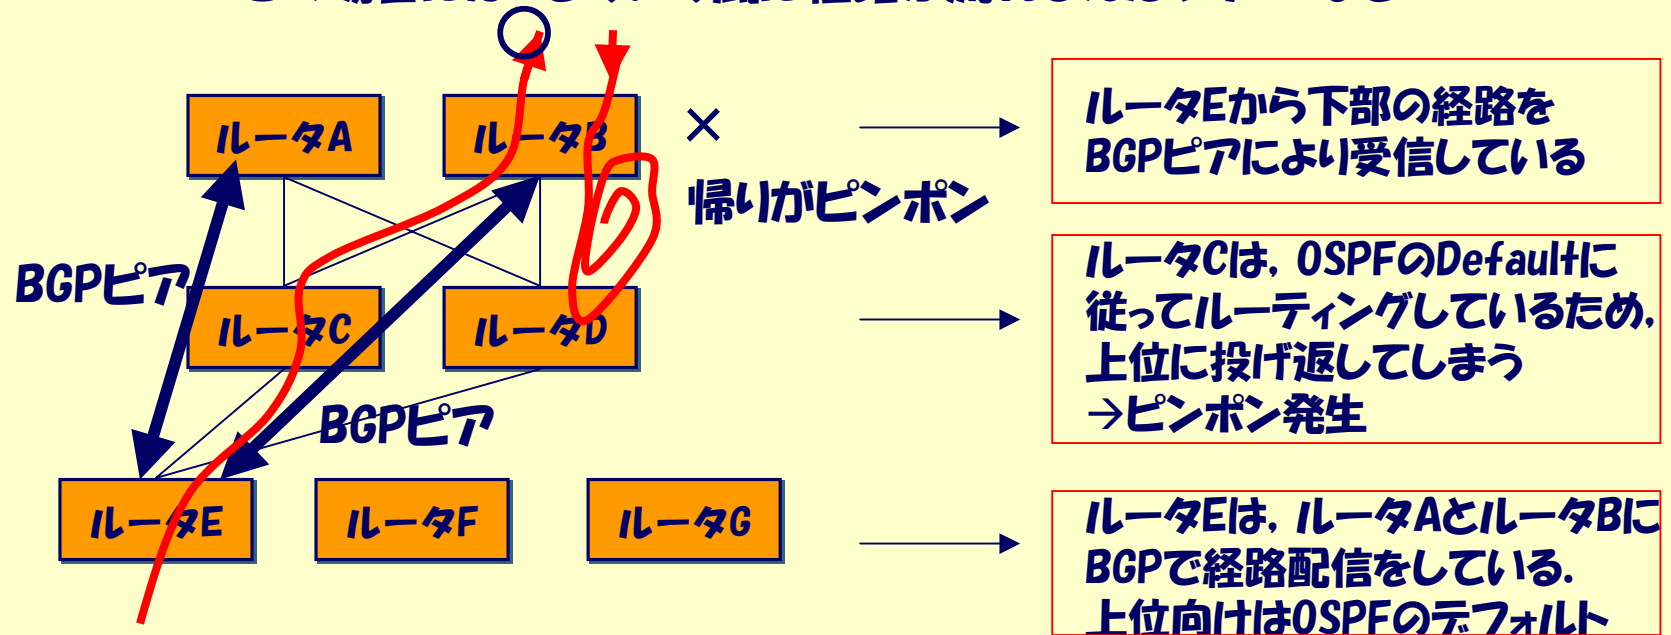 ルータA
ルータB
×
帰りがピンポン
BGPピア
ルータC
ルータD
BGPピア
ルータE
ルータF
ルータG
ルータEから下部の経路を
BGPピアにより受信している
ルータCは, OSPFのDefaultに
従ってルーティングしているため,
上位に投げ返してしまう
→ピンポン発生
ルータEは, ルータAとルータBに
BGPで経路配信をしている.
上位向けはOSPFのデフォルト